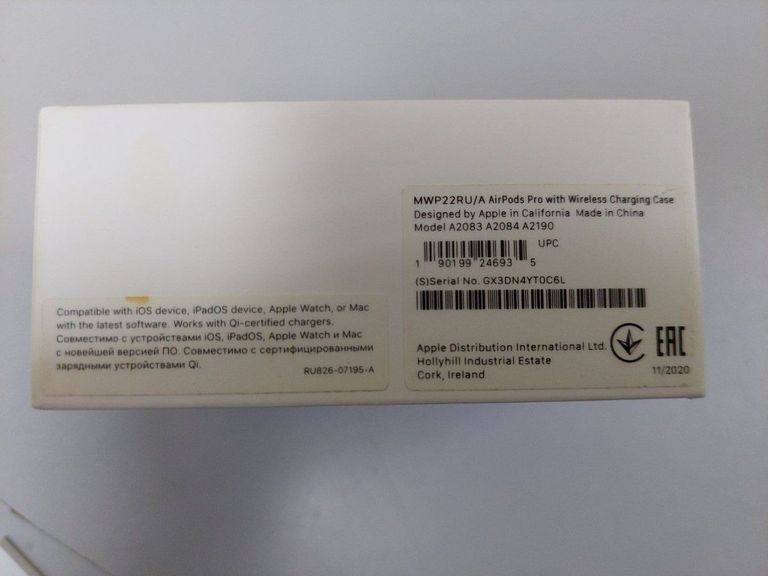 MWP22RU/A AirPods Pro with Wireless Charging Case
Designed by Apple in California Made in China
Model A2083 A2084 A2190
UPC
1 90199 24693 5
(S)Serial No. GX3DN4YT0C6L
Apple Distribution International Ltd.
Hollyhill Industrial Estate
Cork, Ireland
EAC
11/2020
Compatible with iOS device, iPadOS device, Apple Watch, or Mac
with the latest software. Works with Qi-certified chargers.
Совместимо с устройствами iOS, iPadOS, Apple Watch и Mac
с новейшей версией ПО. Совместимо с сертифицированными
зарядными устройствами Qi.
RU826-07195-A